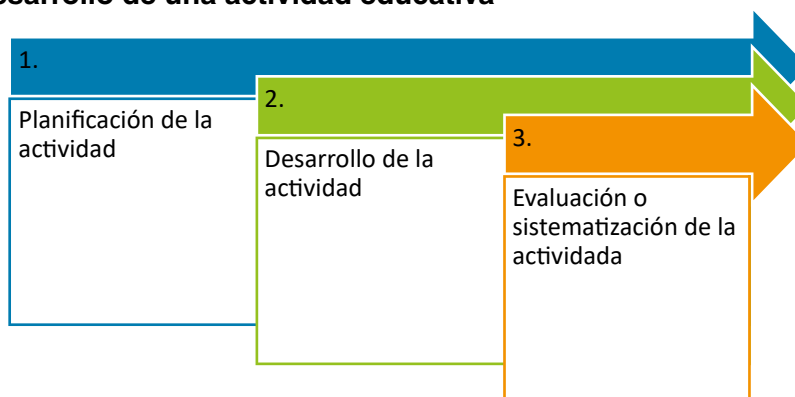 desarrollo de una actividad educativa
1.
Planificación de la
actividad
2.
Desarrollo de la
actividad
3.
Evaluación o
sistematización de la
actividada